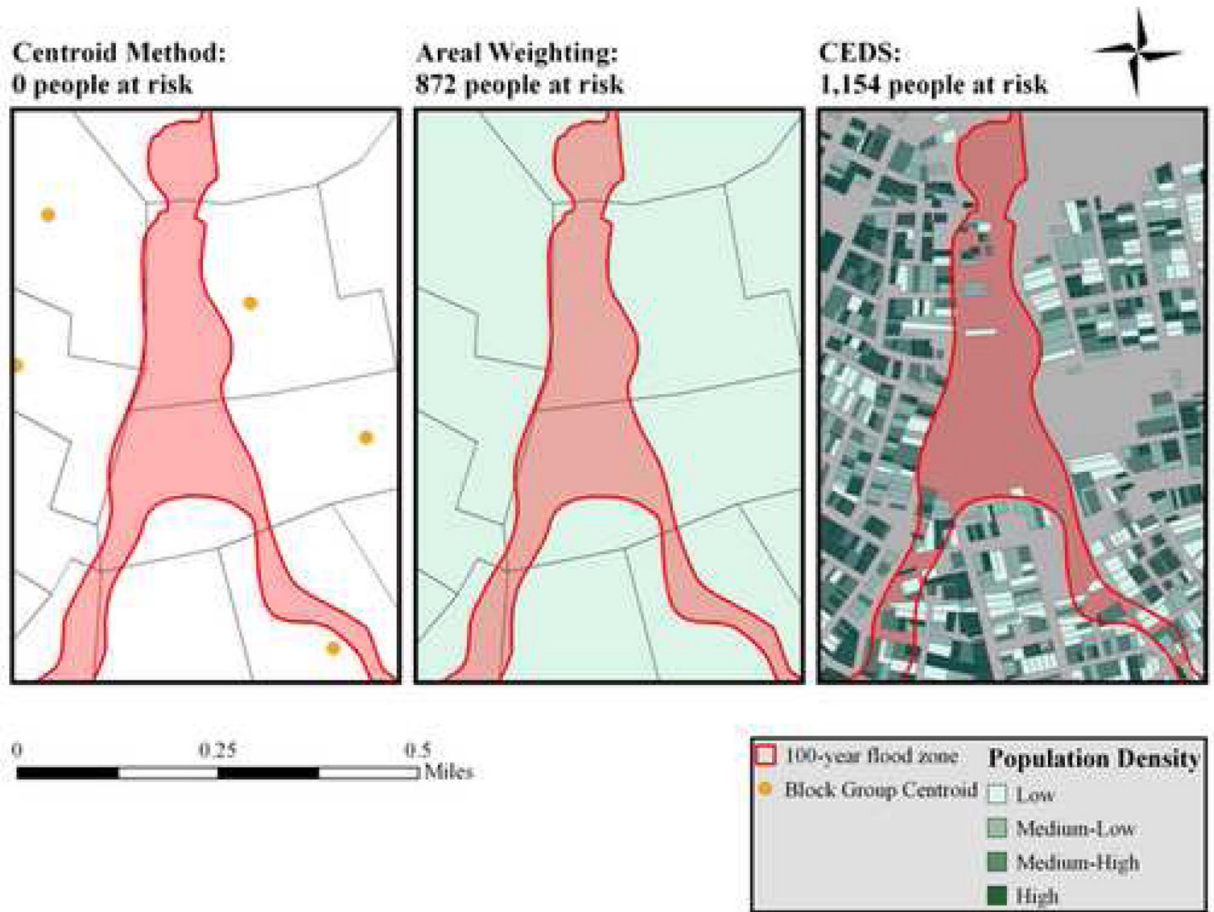 Centroid Method:
0 people at risk
Areal Weighting:
872 people at risk
CEDS:
1,154 people at risk
0 0.25 0.5
Miles
100-year flood zone
Block Group Centroid
Population Density
Low
Medium-Low
Medium-High
High